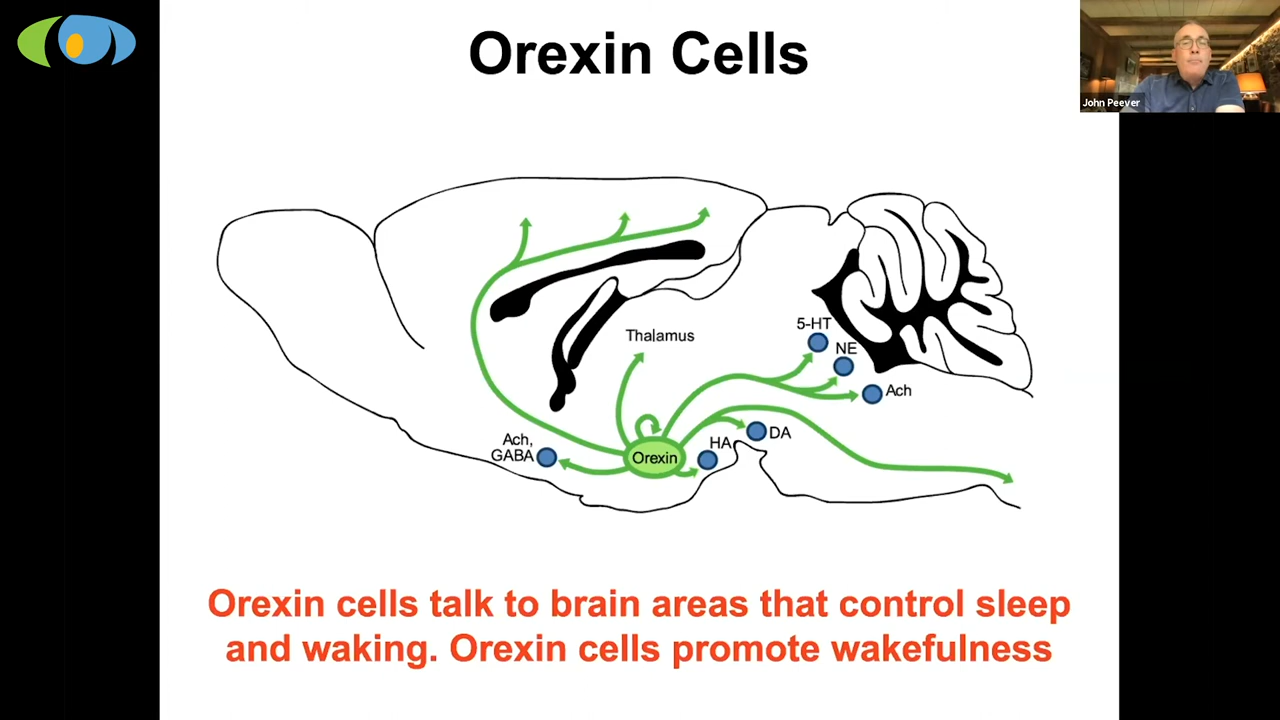 Orexin Cells
John Peever
Thalamus
5-HT
NE
Ach
Ach,
GABA
Orexin
HA
DA
Orexin cells talk to brain areas that control sleep
and waking. Orexin cells promote wakefulness